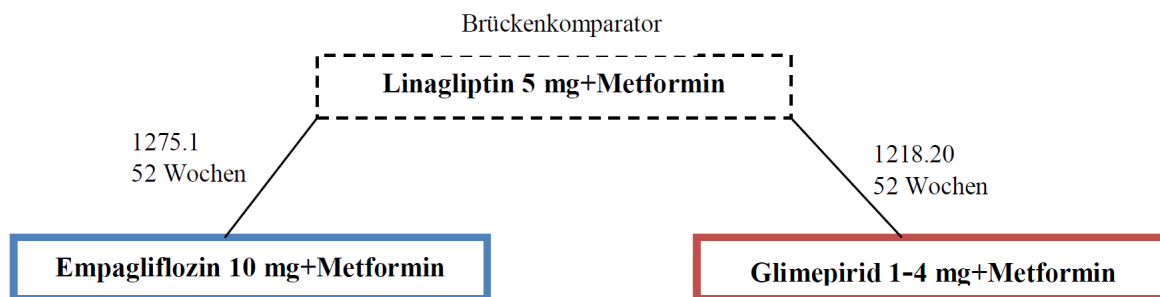 Brückenkomparator
Linagliptin 5 mg+Metformin
1275.1
52 Wochen
1218.20
52 Wochen
Empagliflozin 10 mg+Metformin
Glimepirid 1-4 mg+Metformin